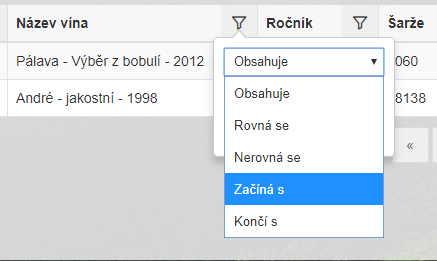 Název vína Ročník Šarže
Pálava - Výběr z bobulí - 2012 Obsahuje 060
André - jakostní - 1998 8138
Obsahuje
Rovná se
Nerovná se
Začíná s
Končí s
«